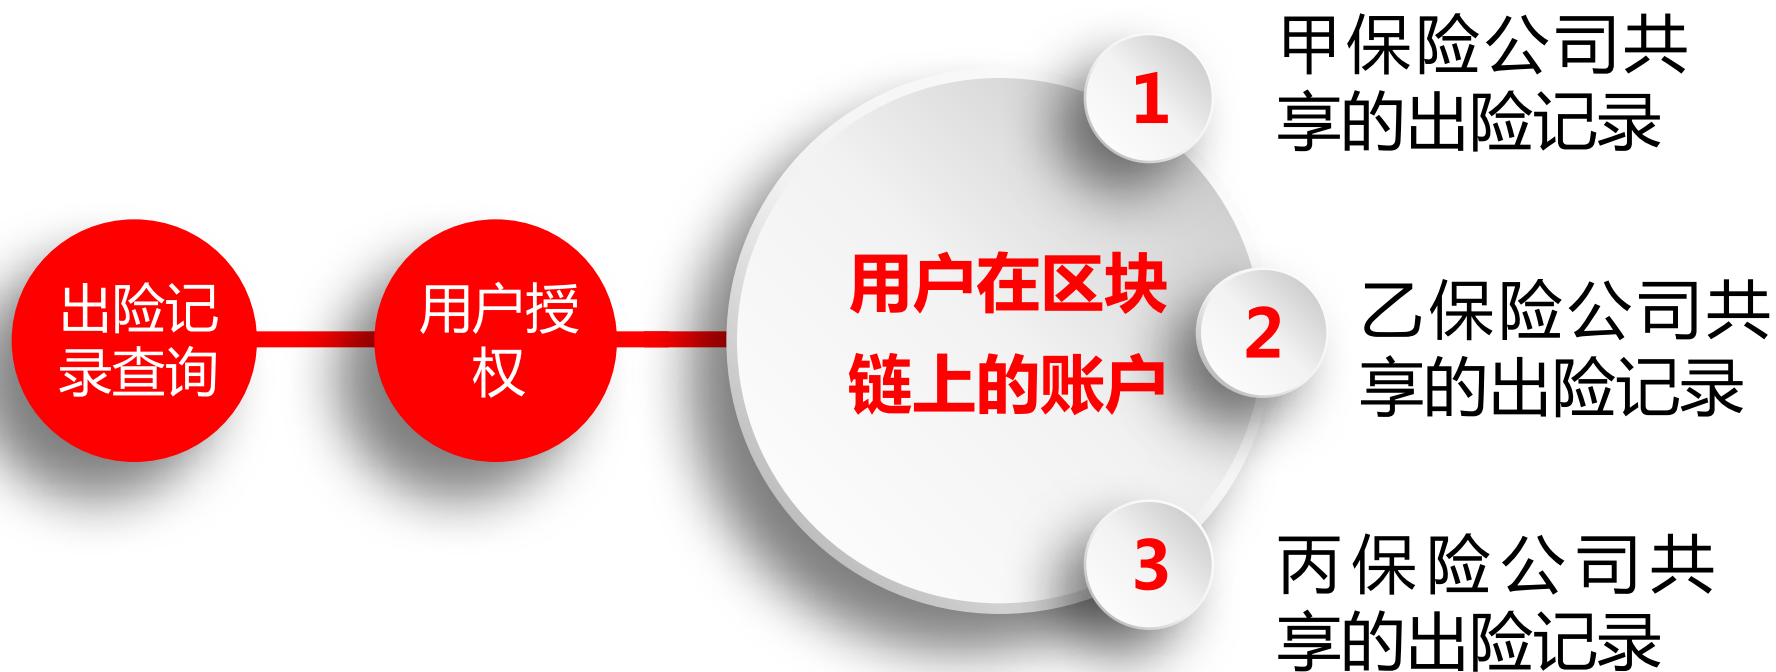 出险记
录查询
用户授
权
用户在区块
链上的账户
1
甲保险公司共
享的出险记录
2
乙保险公司共
享的出险记录
3
丙保险公司共
享的出险记录